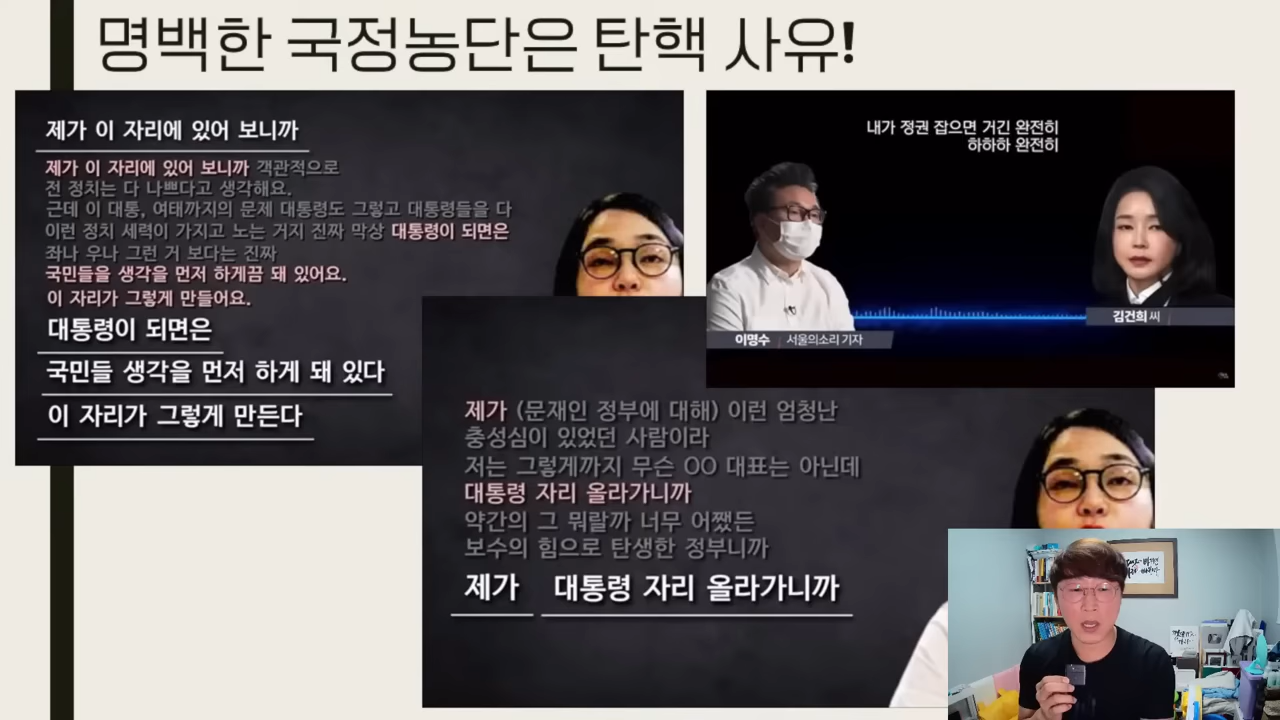 명백한 국정농단은 탄핵 사유!
제가 이 자리에 있어 보니까
제가 이 자리에 있어 보니까 객관적으로
전 정치는 다 나쁘다고 생각해요.
근데 이 대통, 여태까지의 문제 대통령도 그렇고 대통령들을 다
이런 정치 세력이 가지고 노는 거지 진짜 막상 대통령이 되면은
좌나 우나 그런 거 보다는 진짜
국민들을 생각을 먼저 하게끔 돼 있어요.
이 자리가 그렇게 만들어요.
대통령이 되면은
국민들 생각을 먼저 하게 돼 있다
이 자리가 그렇게 만든다
내가 정권 잡으면 거긴 완전히
하하하 완전히
이명수 서울의소리 기자
김건희 씨
제가 (문재인 정부에 대해) 이런 엄청난
충성심이 있었던 사람이라
저는 그렇게까지 무슨 OO 대표는 아닌데
대통령 자리 올라가니까
약간의 그 뭐랄까 너무 어쨌든
보수의 힘으로 탄생한 정부니까
제가 대통령 자리 올라가니까